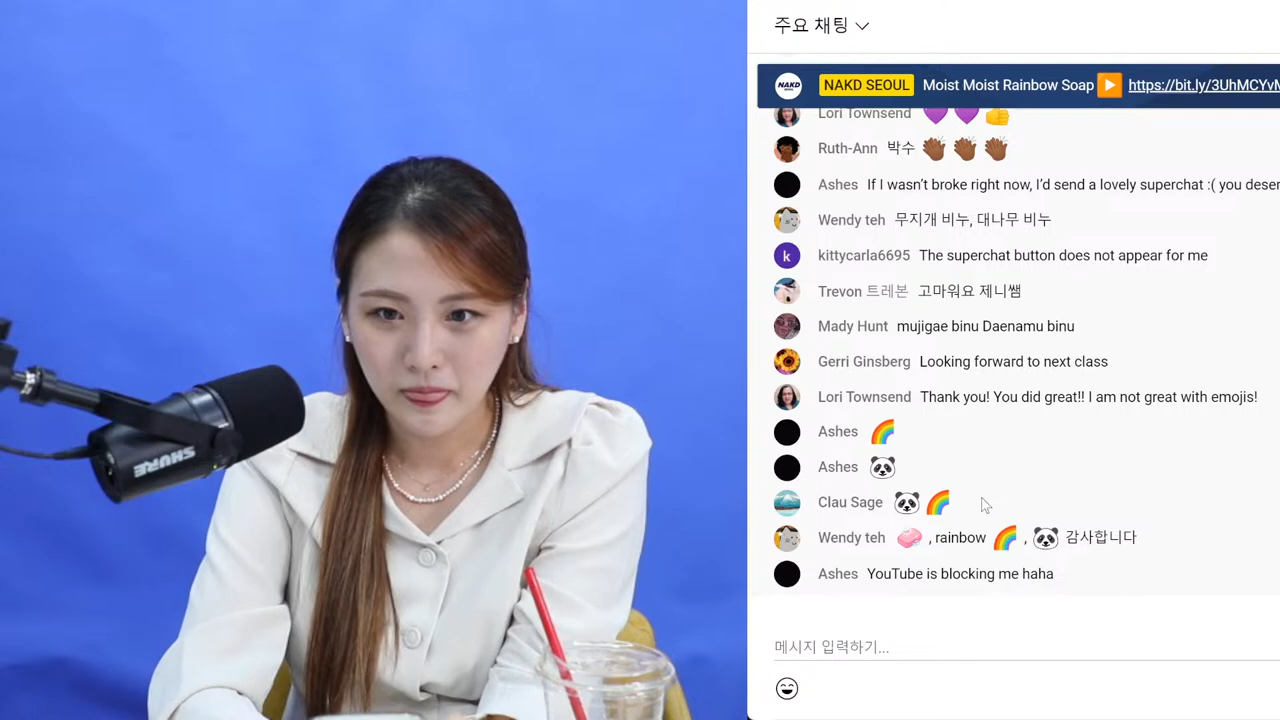 주요 채팅
NAKD SEOUL Moist Moist Rainbow Soap https://bit.ly/3UhMCYvM
Lori Townsend 💜 💜 👍
Ruth-Ann 박수 👏🏾 👏🏾 👏🏾
Ashes If I wasn’t broke right now, I’d send a lovely superchat :( you deser
Wendy teh 무지개 비누, 대나무 비누
k kittycarla6695 The superchat button does not appear for me
Trevon 트레본 고마워요 제니쌤
Mady Hunt mujigae binu Daenamu binu
Gerri Ginsberg Looking forward to next class
Lori Townsend Thank you! You did great!! I am not great with emojis!
Ashes 🌈
Ashes 🐼
Clau Sage 🐼 🌈
Wendy teh 🧼 , rainbow 🌈 , 🐼 감사합니다
Ashes YouTube is blocking me haha
메시지 입력하기...
SHURE